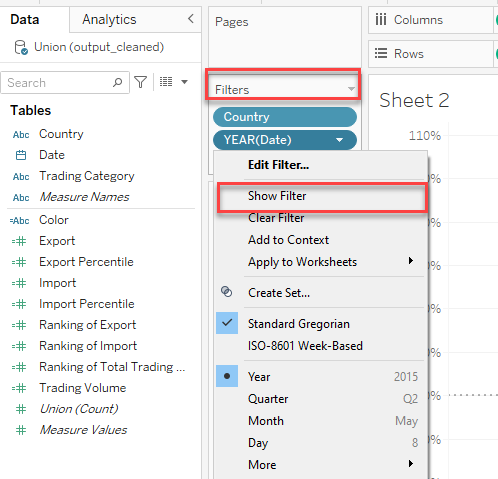 Data
Analytics
Union (output_cleaned)
Search
Tables
Abc Country
Date
Abc Trading Category
Abc Measure Names
Abc Color
Export
Export Percentile
Import
Import Percentile
Ranking of Export
Ranking of Import
Ranking of Total Trading ...
Trading Volume
Union (Count)
Measure Values
Pages
Filters
Country
YEAR(Date)
Edit Filter...
Show Filter
Clear Filter
Add to Context
Apply to Worksheets
Create Set...
Standard Gregorian
ISO-8601 Week-Based
Year 2015
Quarter Q2
Month May
Day 8
More
Columns
Rows
Sheet 2
110%